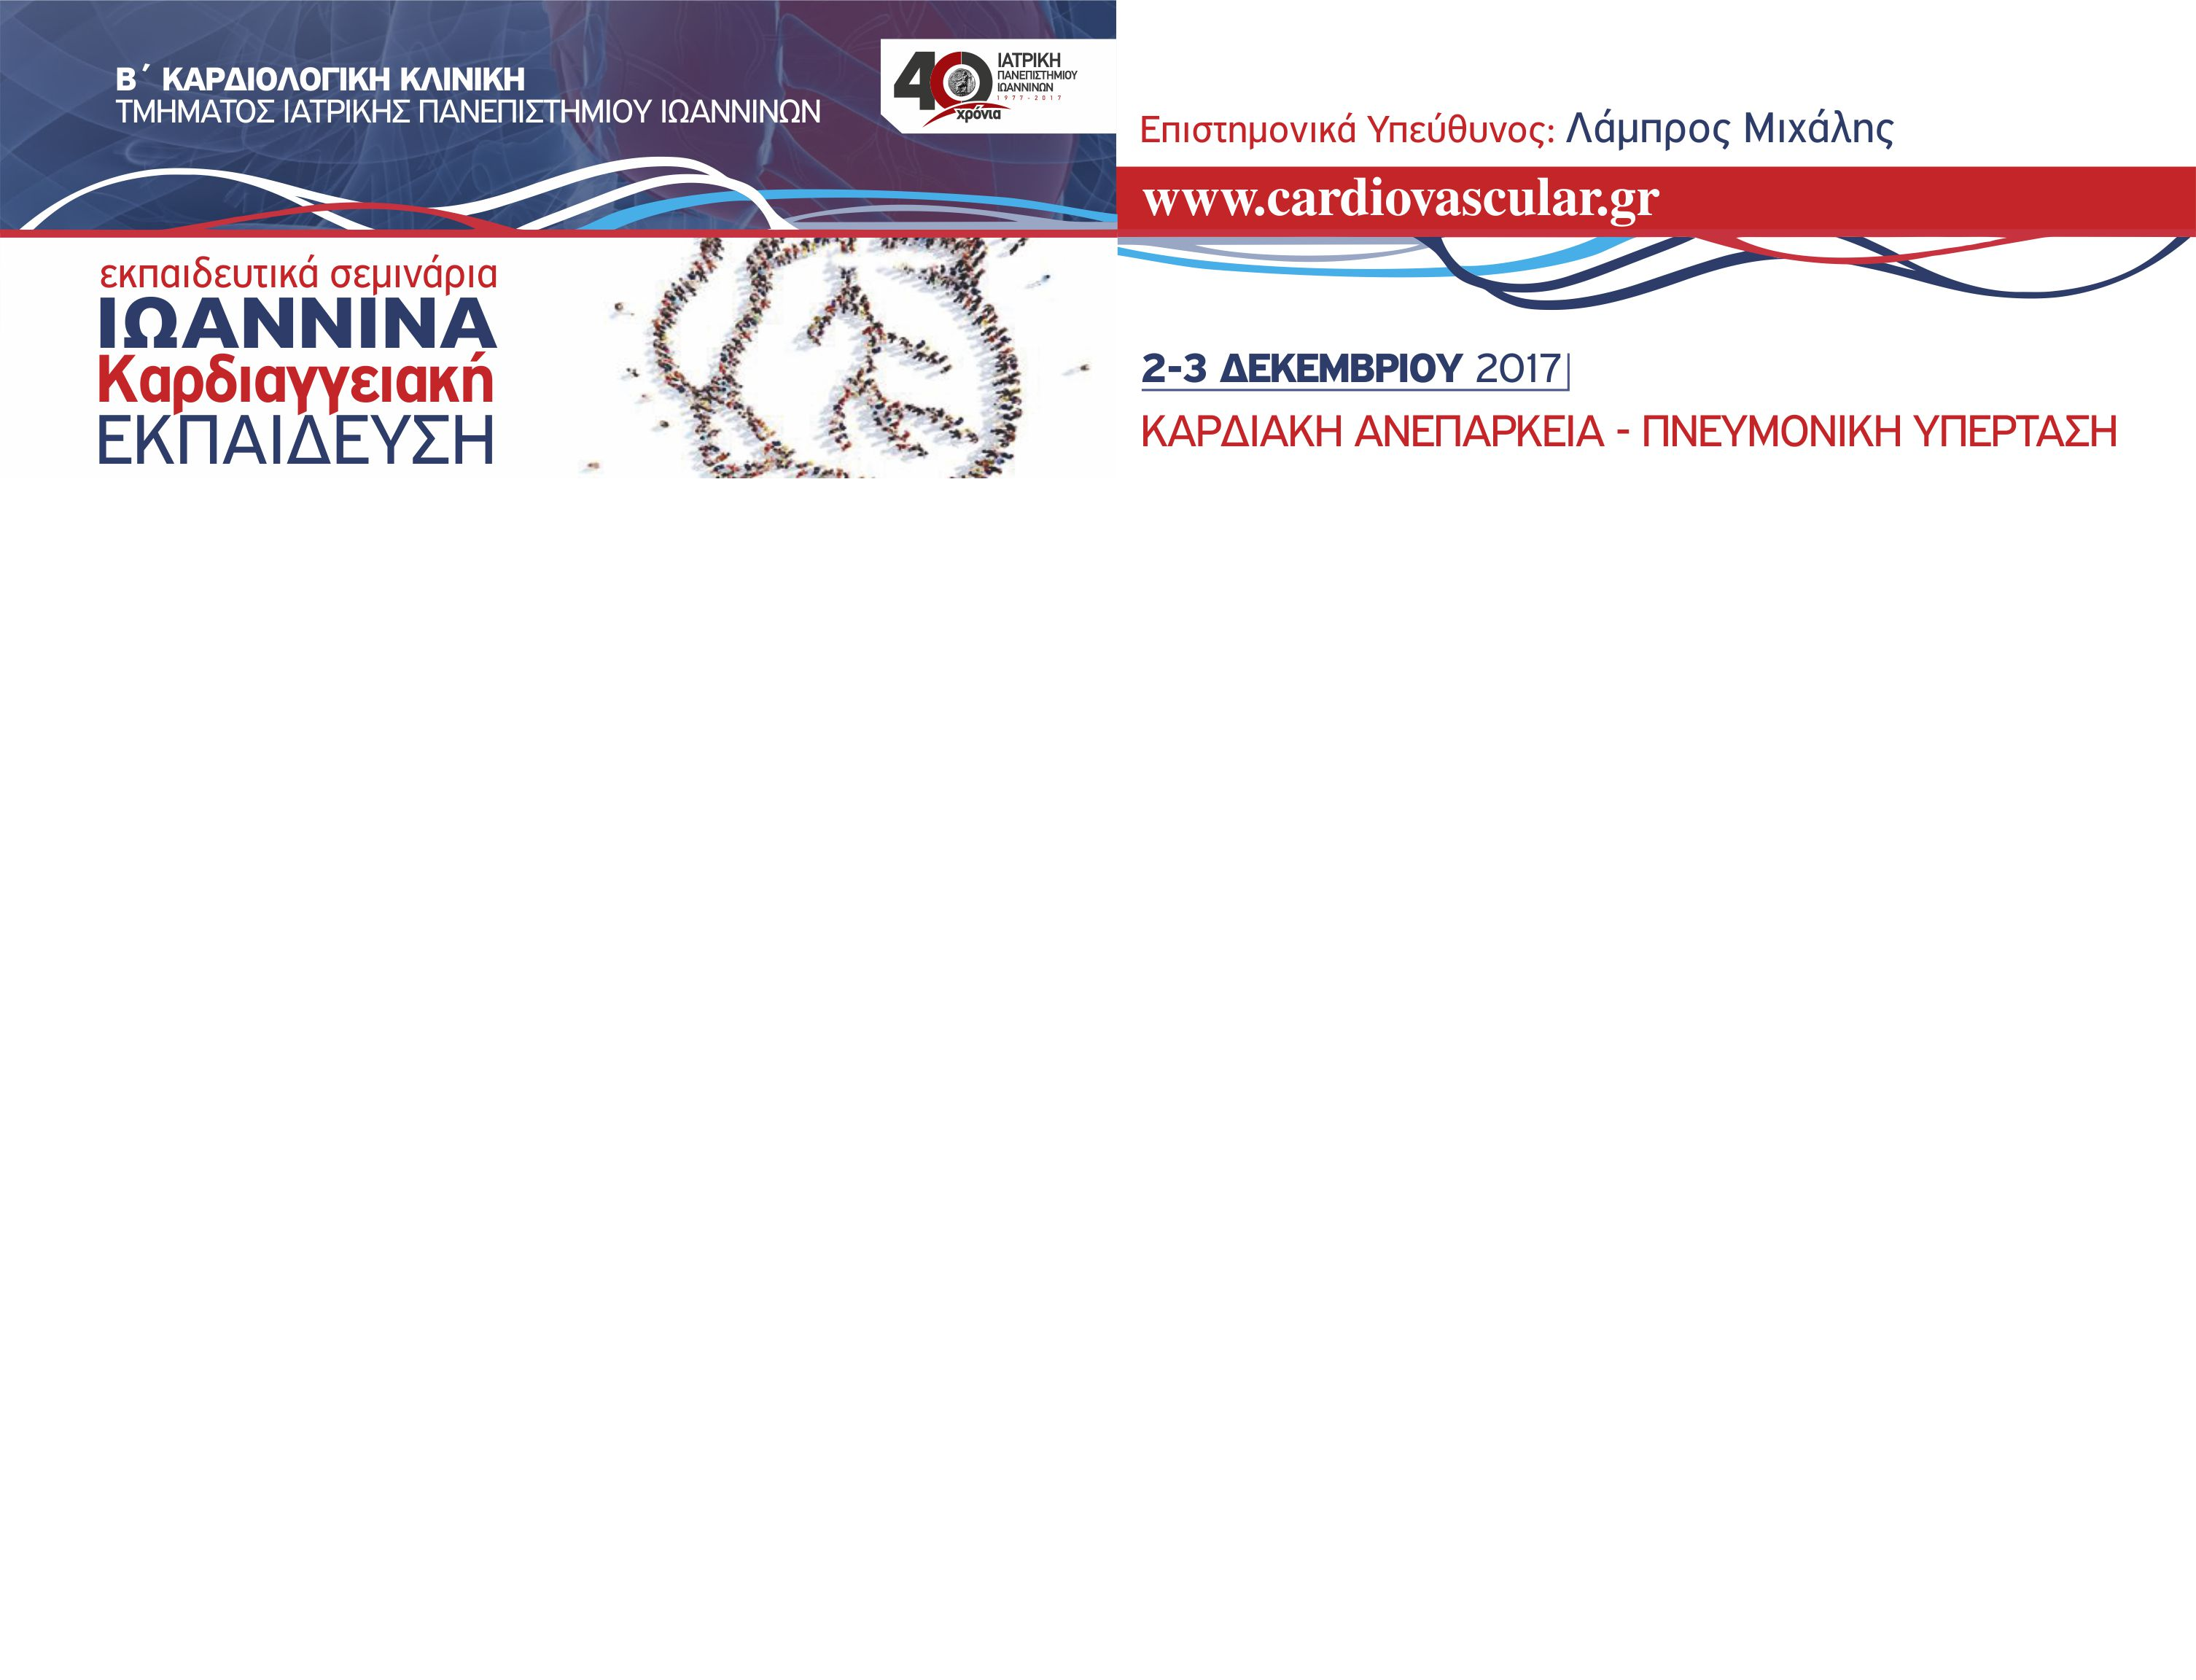 Β΄ ΚΑΡΔΙΟΛΟΓΙΚΗ ΚΛΙΝΙΚΗ
ΤΜΗΜΑΤΟΣ ΙΑΤΡΙΚΗΣ ΠΑΝΕΠΙΣΤΗΜΙΟΥ ΙΩΑΝΝΙΝΩΝ
40 χρόνια
ΙΑΤΡΙΚΗ
ΠΑΝΕΠΙΣΤΗΜΙΟΥ
ΙΩΑΝΝΙΝΩΝ
1977-2017
εκπαιδευτικά σεμινάρια
ΙΩΑΝΝΙΝΑ
Καρδιαγγειακή
ΕΚΠΑΙΔΕΥΣΗ
Επιστημονικά Υπεύθυνος: Λάμπρος Μιχάλης
www.cardiovascular.gr
2-3 ΔΕΚΕΜΒΡΙΟΥ 2017
ΚΑΡΔΙΑΚΗ ΑΝΕΠΑΡΚΕΙΑ - ΠΝΕΥΜΟΝΙΚΗ ΥΠΕΡΤΑΣΗ